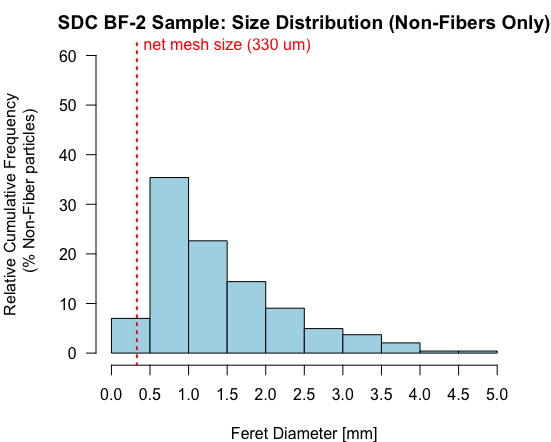 SDC BF-2 Sample: Size Distribution (Non-Fibers Only)
net mesh size (330 um)
Relative Cumulative Frequency
(% Non-Fiber particles)
60
50
40
30
20
10
0
0.0 0.5 1.0 1.5 2.0 2.5 3.0 3.5 4.0 4.5 5.0
Feret Diameter [mm]